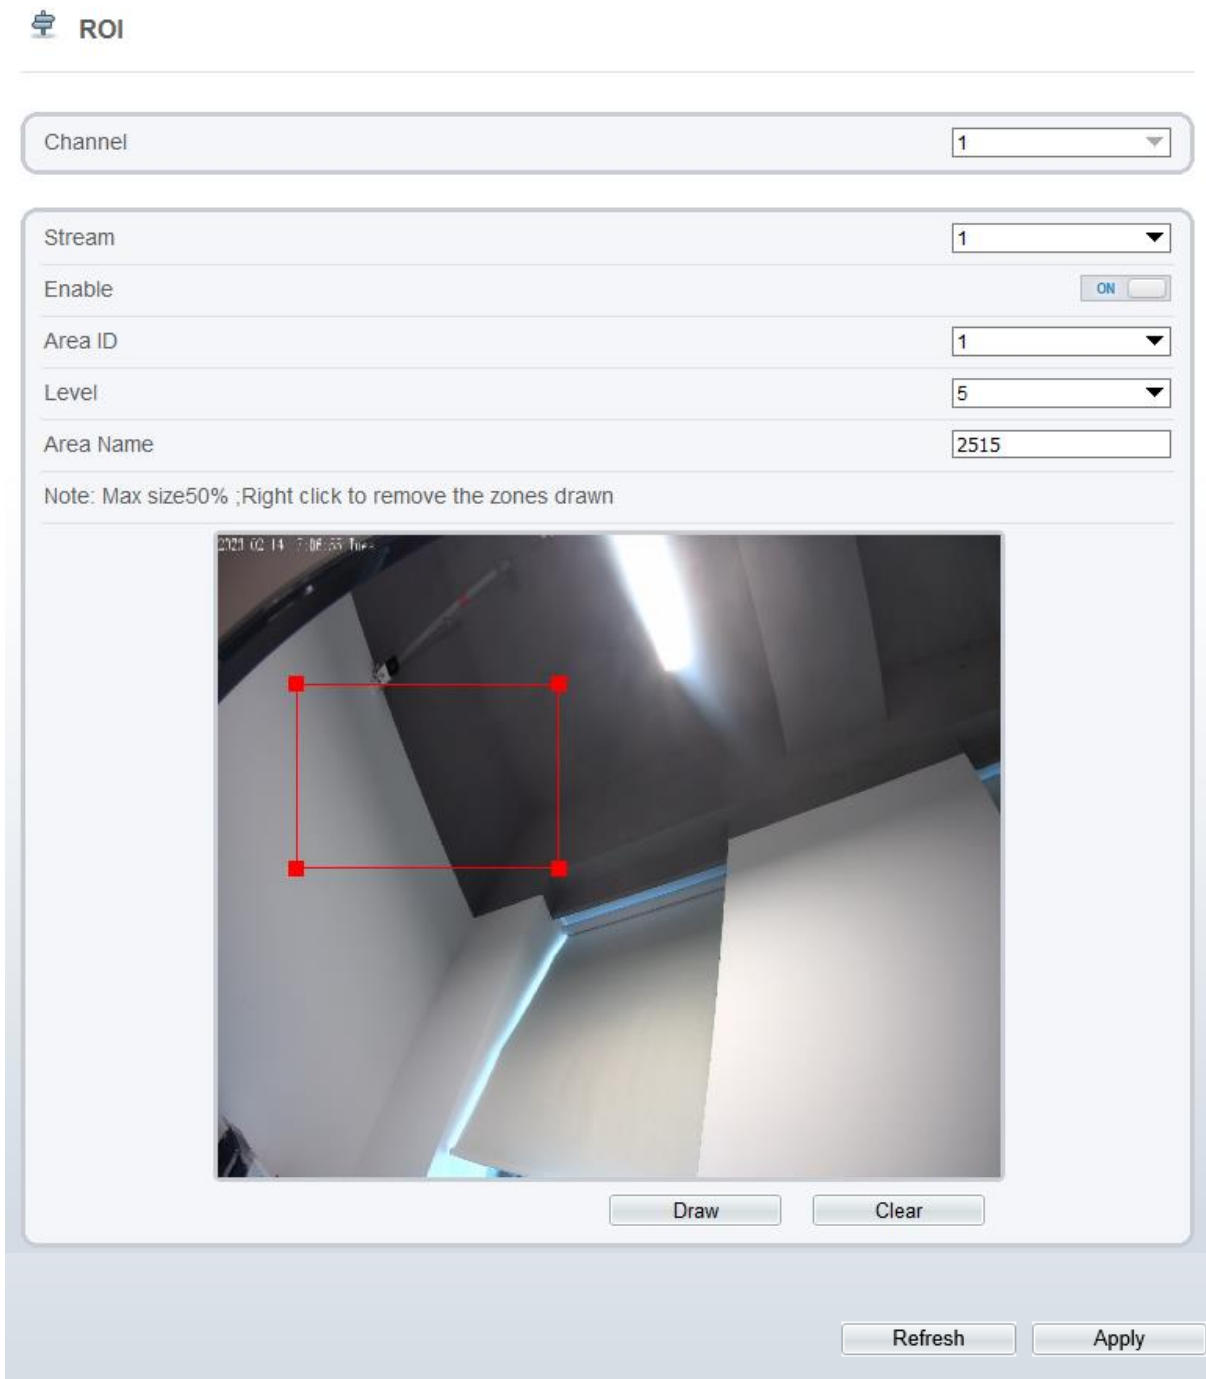 ROI
Channel 1
Stream 1
Enable ON
Area ID 1
Level 5
Area Name 2515
Note: Max size50% ;Right click to remove the zones drawn
Draw Clear
Refresh Apply